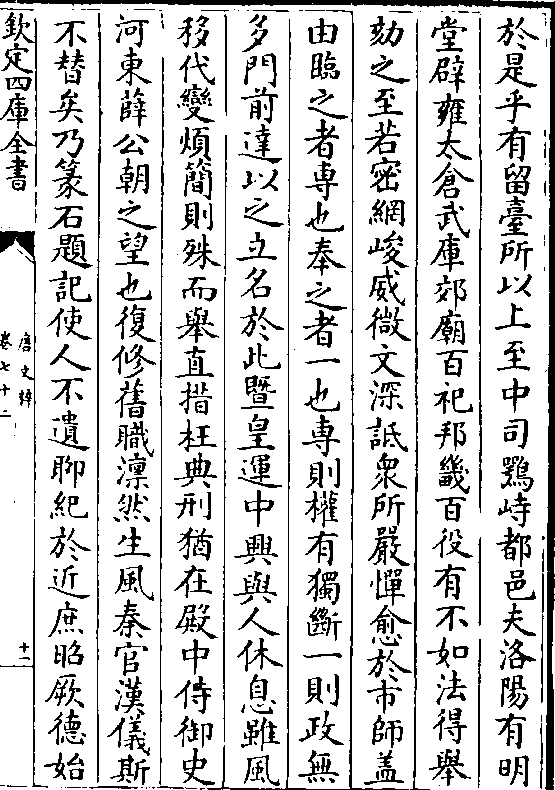 於是乎有留臺所以上至中司鶚峙都邑夫洛陽有明
堂辟雍太倉武庫郊廟百祀邦畿百役有不如法得舉
劾之至若密網峻威微文深詆衆所嚴憚愈於市師蓋
由臨之者專也奉之者一也專則權有獨斷一則政無
多門前達以之立名於此暨皇運中興與人休息雖風
移代變煩簡則殊而舉直措枉典刑猶在殿中侍御史
河東薛公朝之望也復修舊職凛然生風秦官漢儀斯
不替矣乃篆石題記使人不遺聊紀於近庶昭厥德始
欽定四庫全書
唐文粹
卷七十二
十一